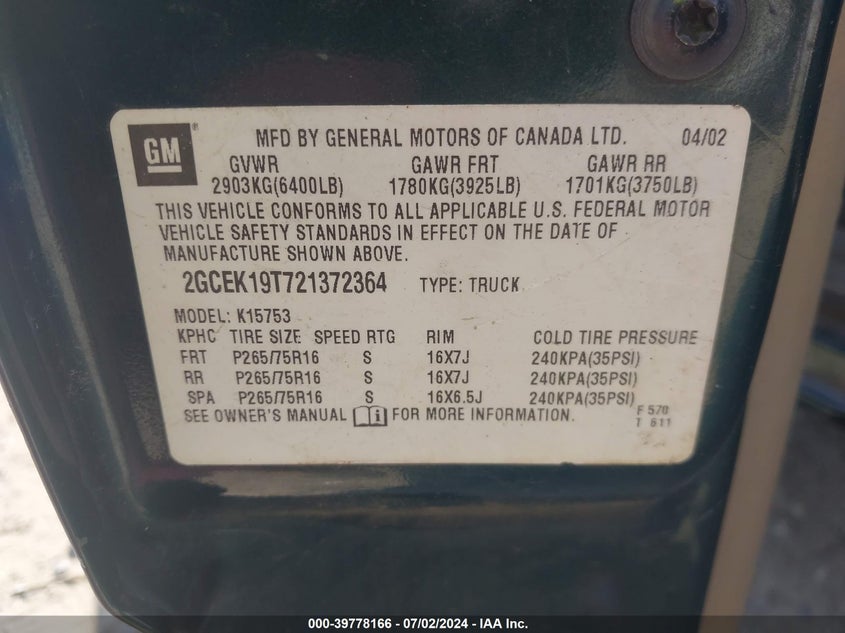 GM ® MFD BY GENERAL MOTORS OF CANADA LTD. 04/02
GVWR GAWR FRT GAWR RR
2903KG(6400LB) 1780KG(3925LB) 1701KG(3750LB)
THIS VEHICLE CONFORMS TO ALL APPLICABLE U.S. FEDERAL MOTOR
VEHICLE SAFETY STANDARDS IN EFFECT ON THE DATE OF
MANUFACTURE SHOWN ABOVE.
2GCEK19T721372364 TYPE: TRUCK
MODEL: K15753
KPHC TIRE SIZE SPEED RTG RIM COLD TIRE PRESSURE
FRT P265/75R16 S 16X7J 240KPA(35PSI)
RR P265/75R16 S 16X7J 240KPA(35PSI)
SPA P265/75R16 S 16X6.5J 240KPA(35PSI)
SEE OWNER'S MANUAL i FOR MORE INFORMATION.
F 570
T 611
000-39778166 - 07/02/2024 - IAA Inc.